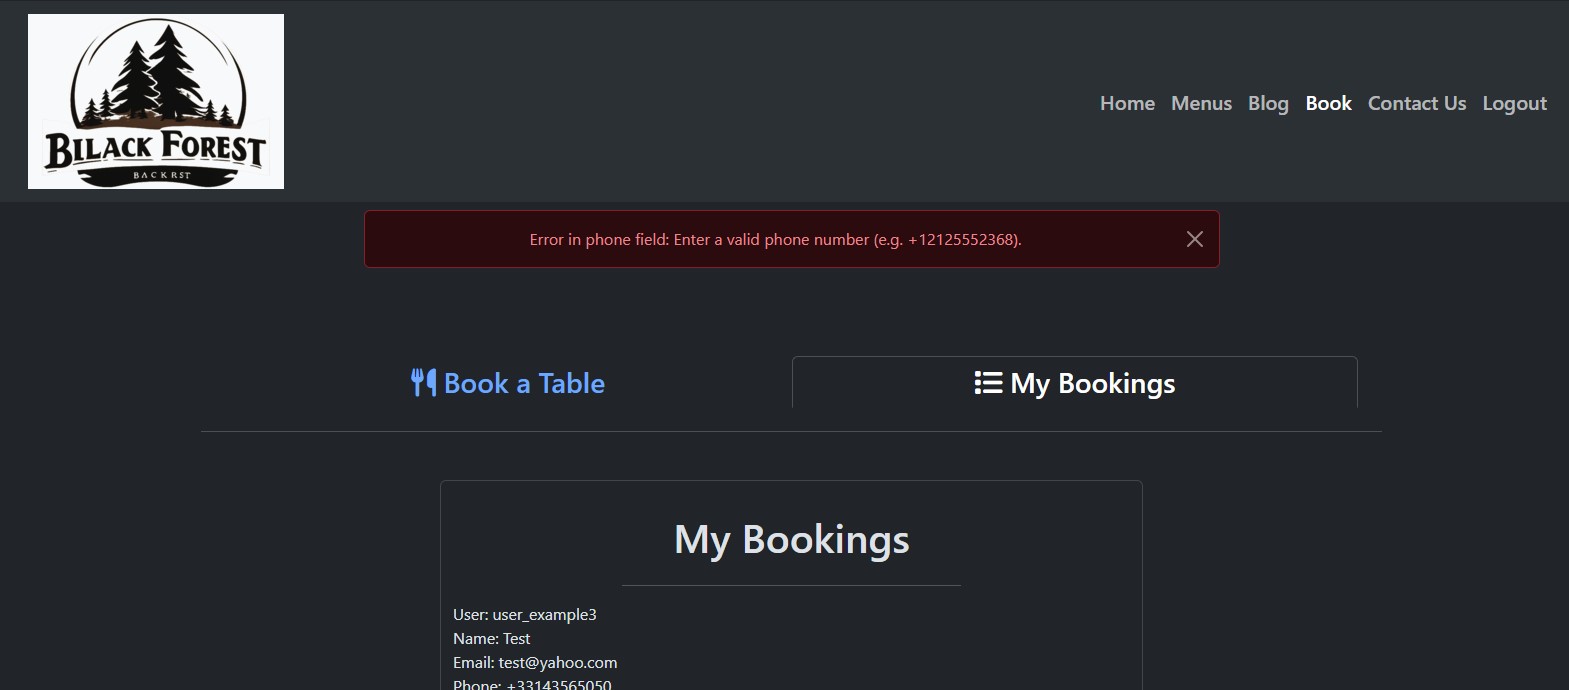 BILACK FOREST
BACKRST
Home Menus Blog Book Contact Us Logout
Error in phone field: Enter a valid phone number (e.g. +12125552368).
Book a Table
My Bookings
My Bookings
User: user_example3
Name: Test
Email: test@yahoo.com
Phone: +33143565050